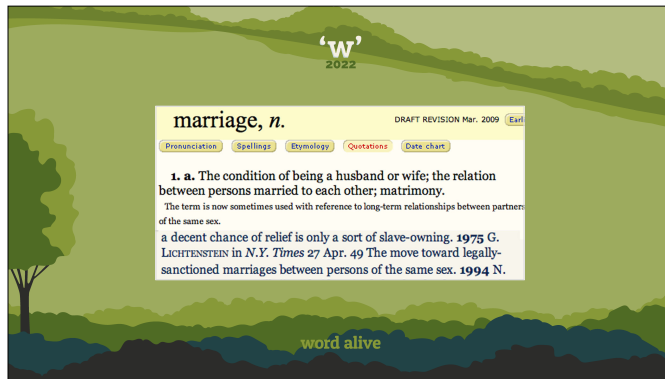 ‘w’
2022
marriage, n.
DRAFT REVISION Mar. 2009
Earli
Pronunciation Spellings Etymology Quotations Date chart
1. a. The condition of being a husband or wife; the relation
between persons married to each other; matrimony.
The term is now sometimes used with reference to long-term relationships between partners
of the same sex.
a decent chance of relief is only a sort of slave-owning. 1975 G.
LICHTENSTEIN in N.Y. Times 27 Apr. 49 The move toward legally-
sanctioned marriages between persons of the same sex. 1994 N.
word alive